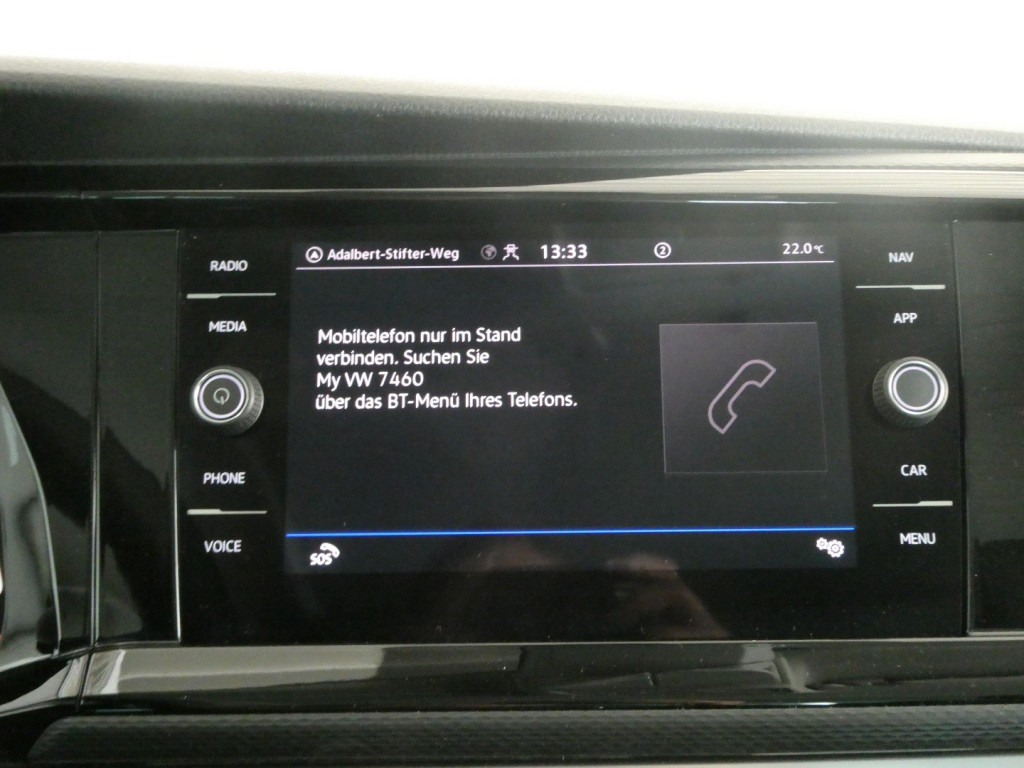 Adalbert-Stifter-Weg 13:33 2 22.0°C
RADIO
MEDIA
PHONE
VOICE
Mobiltelefon nur im Stand
verbinden. Suchen Sie
My VW 7460
über das BT-Menü Ihres Telefons.
SOS
NAV
APP
CAR
MENU